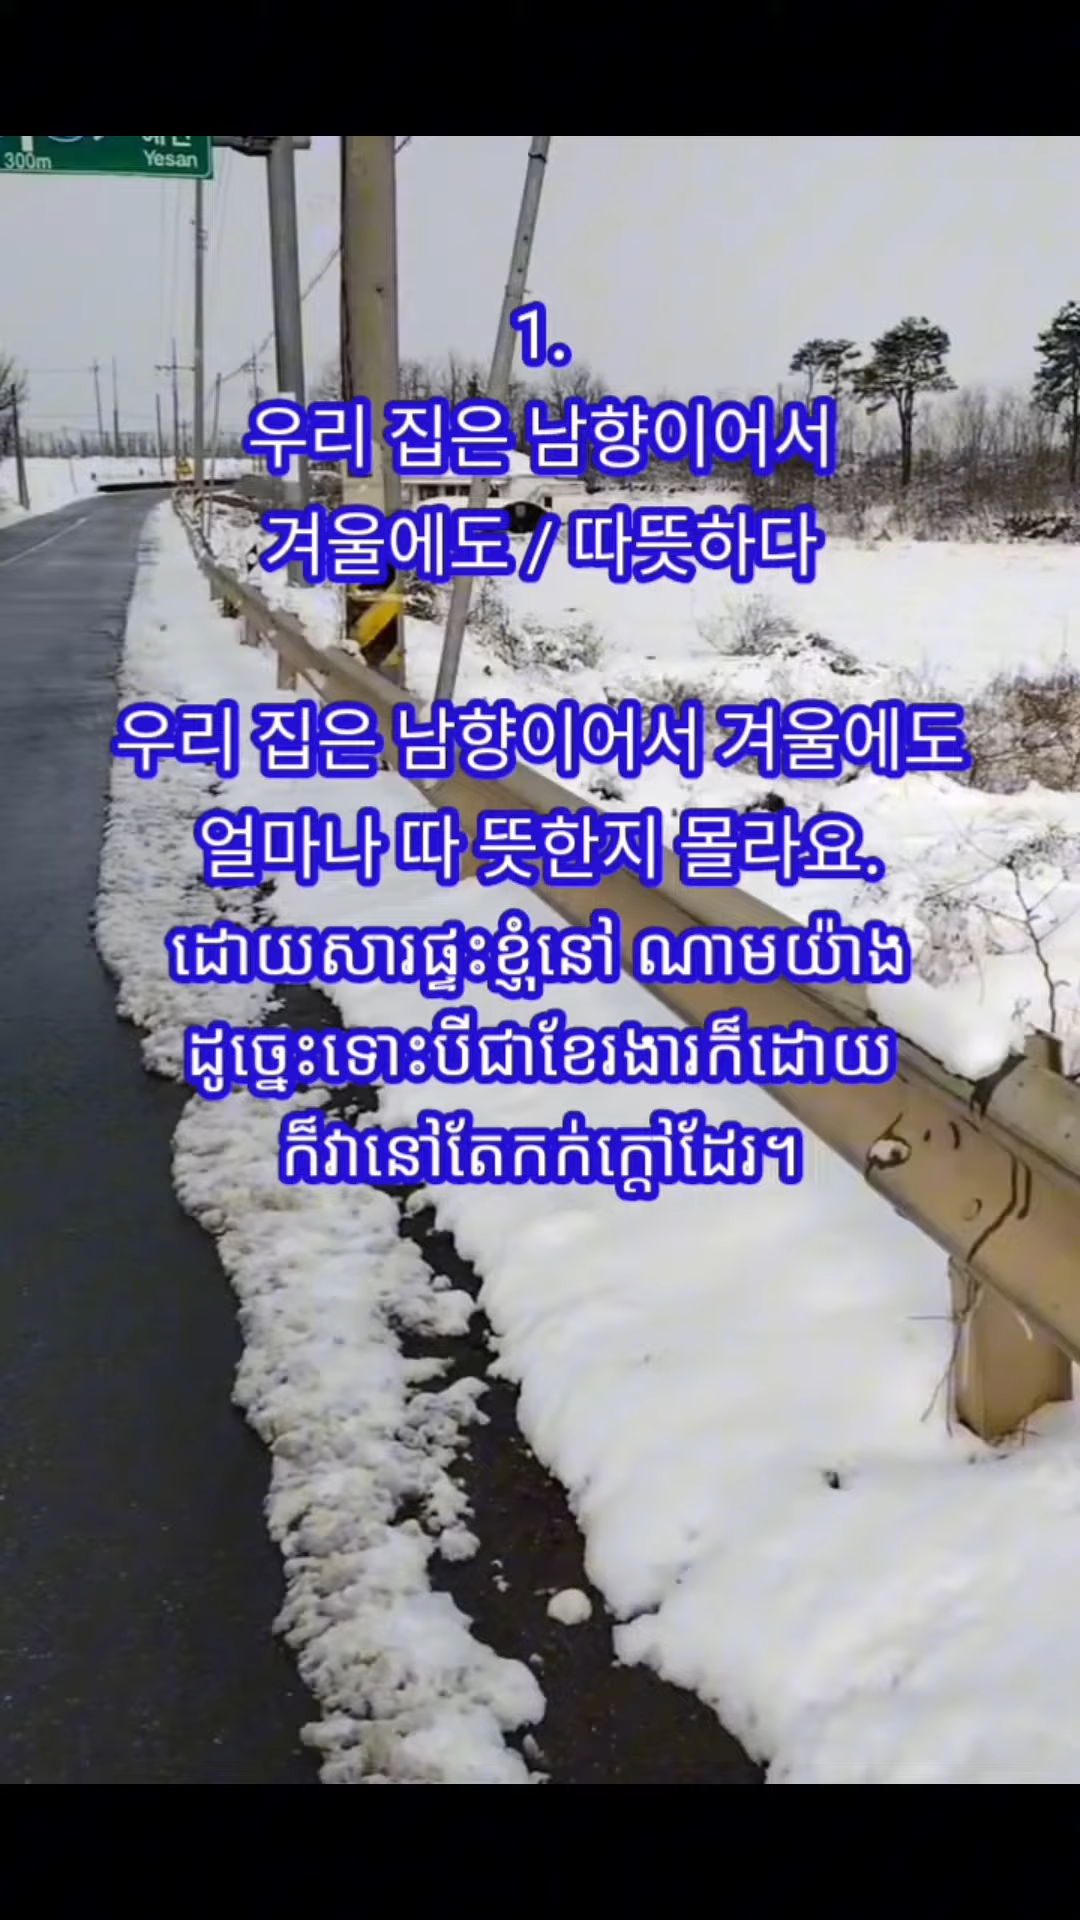 300m
Yesan
1.
우리 집은 남향이어서
겨울에도 / 따뜻하다
우리 집은 남향이어서 겨울에도
얼마나 따 뜻한지 몰라요.
ដោយសារផ្ទះខ្ញុំនៅ ណាមយ៉ាង
ដូច្នេះទោះបីជាខែរងារក៏ដោយ
ក៏វានៅតែកក់ក្តៅដែរ។